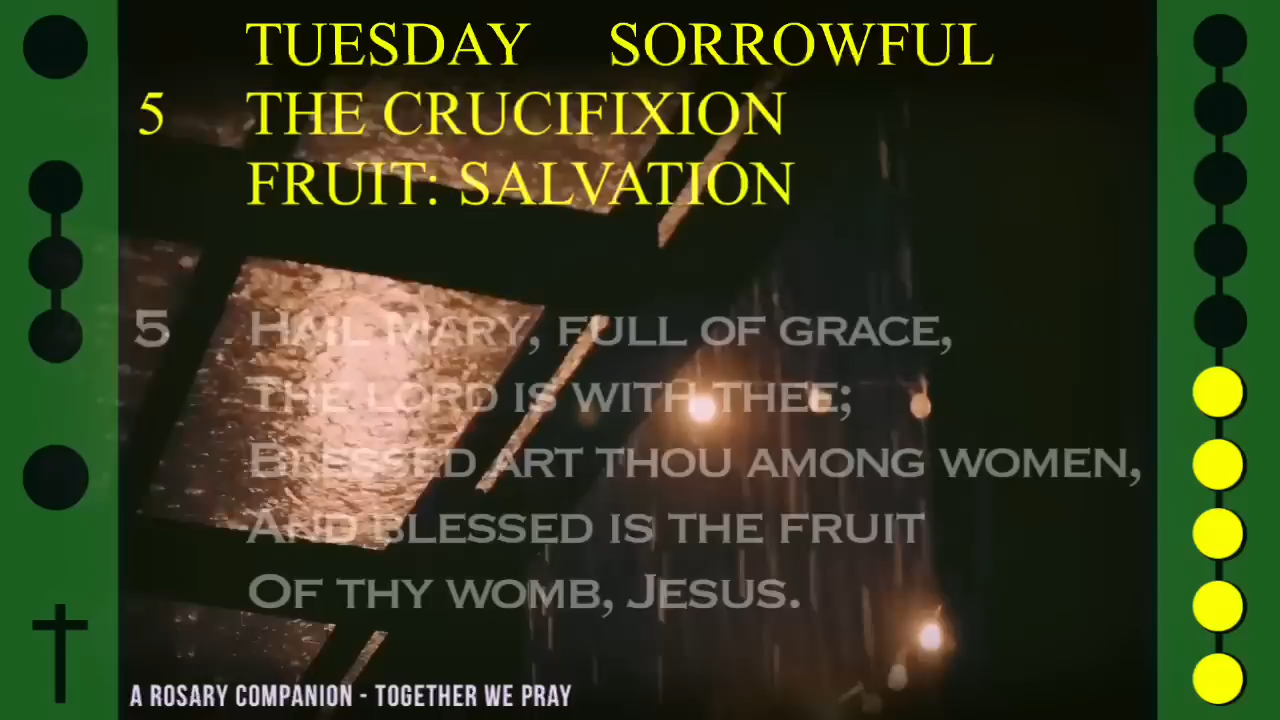 TUESDAY SORROWFUL
5 THE CRUCIFIXION
FRUIT: SALVATION
5 HAIL MARY, FULL OF GRACE,
THE LORD IS WITH THEE;
BLESSED ART THOU AMONG WOMEN,
AND BLESSED IS THE FRUIT
OF THY WOMB, JESUS.
A ROSARY COMPANION - TOGETHER WE PRAY